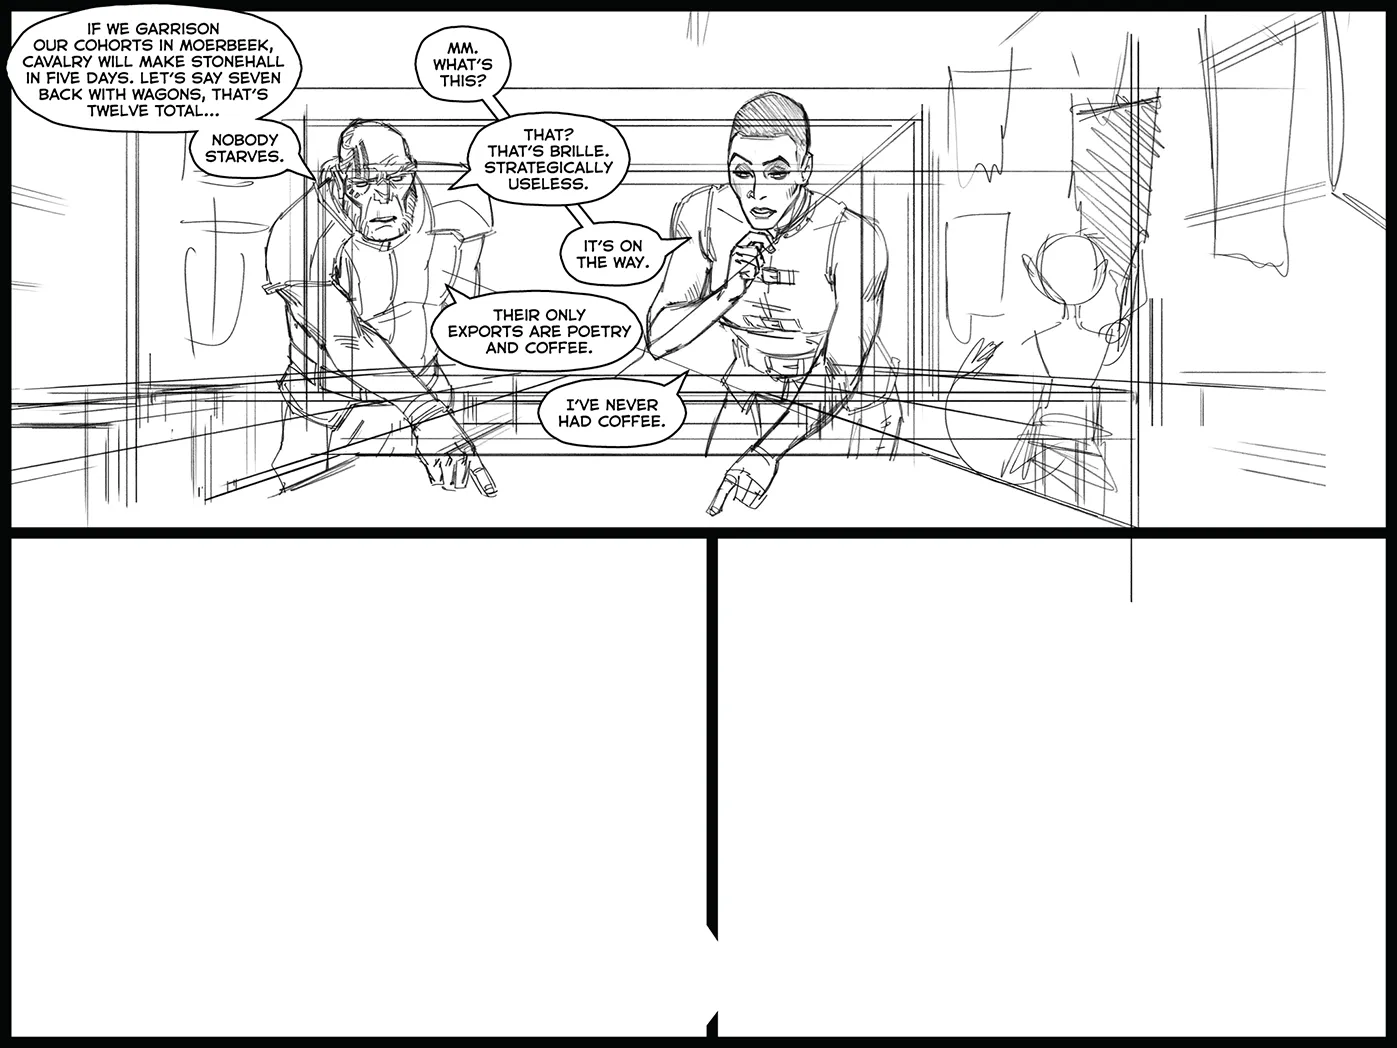 IF WE GARRISON
OUR COHORTS IN MOERBEEK,
CAVALRY WILL MAKE STONEHALL
IN FIVE DAYS. LET'S SAY SEVEN
BACK WITH WAGONS, THAT'S
TWELVE TOTAL...
NOBODY
STARVES.
MM.
WHAT'S
THIS?
THAT?
THAT'S BRILLE.
STRATEGICALLY
USELESS.
IT'S ON
THE WAY.
THEIR ONLY
EXPORTS ARE POETRY
AND COFFEE.
I'VE NEVER
HAD COFFEE.